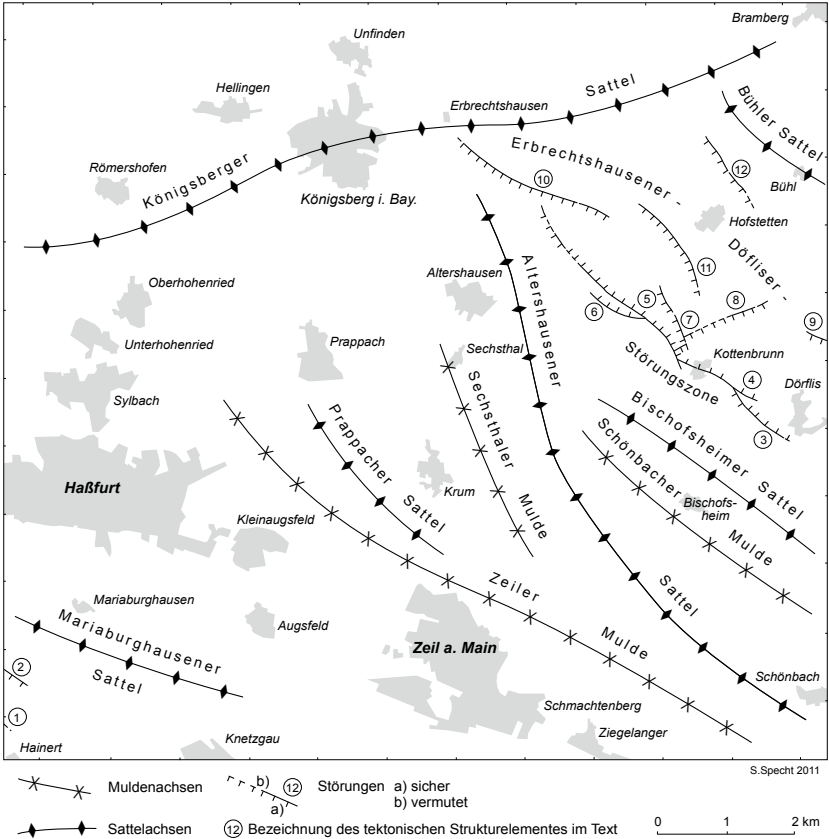 Bramberg
Unfinden
Hellingen
Sattel
Bühler Sattel
Erbrechtshausen
Erbrechtshausener -
12
Römershofen
Königsberger
10
Bühl
Königsberg i. Bay.
Hofstetten
Döfliser -
Altershausener
11
Oberhohenried
Altershausen
5
8
6
7
9
Unterhohenried
Prappach
Sechsthal
Störungszone
Kottenbrunn
4
Dörflis
Sylbach
Sechsthaler
Mulde
Prappacher
Sattel
Bischofsheimer Sattel
3
Schönbacher
Mulde
Haßfurt
Krum
Bischofs-
heim
Kleinaugsfeld
Zeiler
Mulde
Sattel
Mariaburghausen
Mariaburghausener
Sattel
Augsfeld
Zeil a. Main
2
Schönbach
1
Schmachtenberg
Hainert
Knetzgau
Ziegelanger
S.Specht 2011
Muldenachsen
b)
a)
12
Störungen a) sicher
b) vermutet
Sattelachsen
12 Bezeichnung des tektonischen Strukturelementes im Text
0 1 2 km